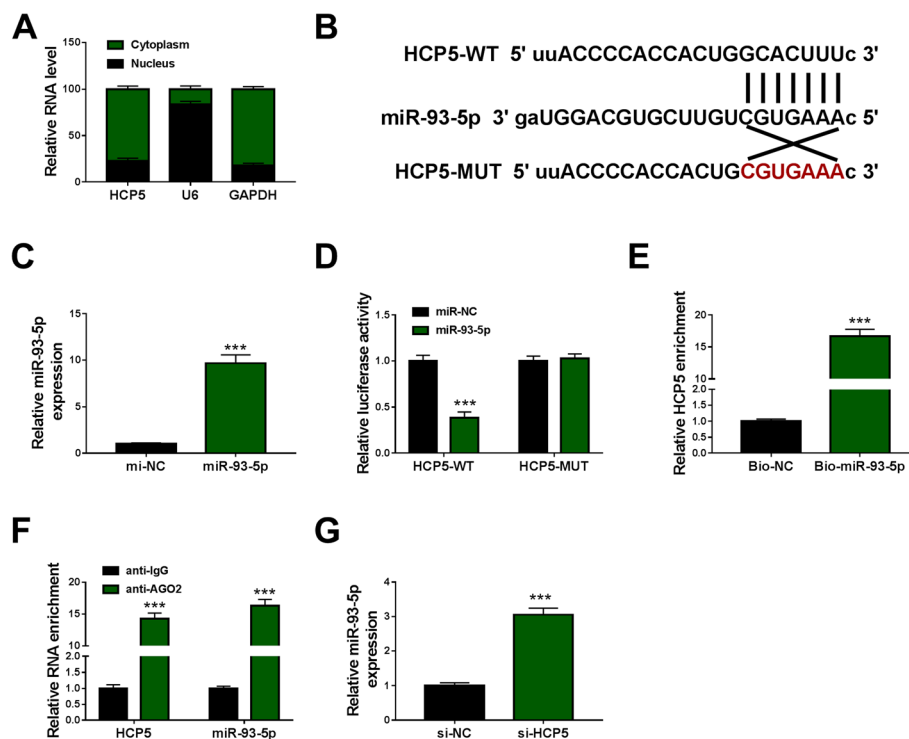 A
Relative RNA level
150
100
50
0
Cytoplasm
Nucleus
HCP5 U6 GAPDH
B
HCP5-WT 5' uuACCCCACCACUGGCACUUUc 3'
miR-93-5p 3' gaUGGACGUGCUUGUCGUGAAAc 5'
HCP5-MUT 5' uuACCCCACCACUGCGUGAAAc 3'
C
Relative miR-93-5p
expression
15
10
5
0
***
mi-NC miR-93-5p
D
Relative luciferase activity
1.5
1.0
0.5
0.0
miR-NC
miR-93-5p
***
HCP5-WT HCP5-MUT
E
Relative HCP5 enrichment
20
15
10
2.0
1.5
1.0
0.5
0.0
***
Bio-NC Bio-miR-93-5p
F
Relative RNA enrichment
20
15
10
2.0
1.5
1.0
0.5
0.0
anti-IgG
anti-AGO2
*** ***
HCP5 miR-93-5p
G
Relative miR-93-5p
expression
4
3
2
1
0
***
si-NC si-HCP5